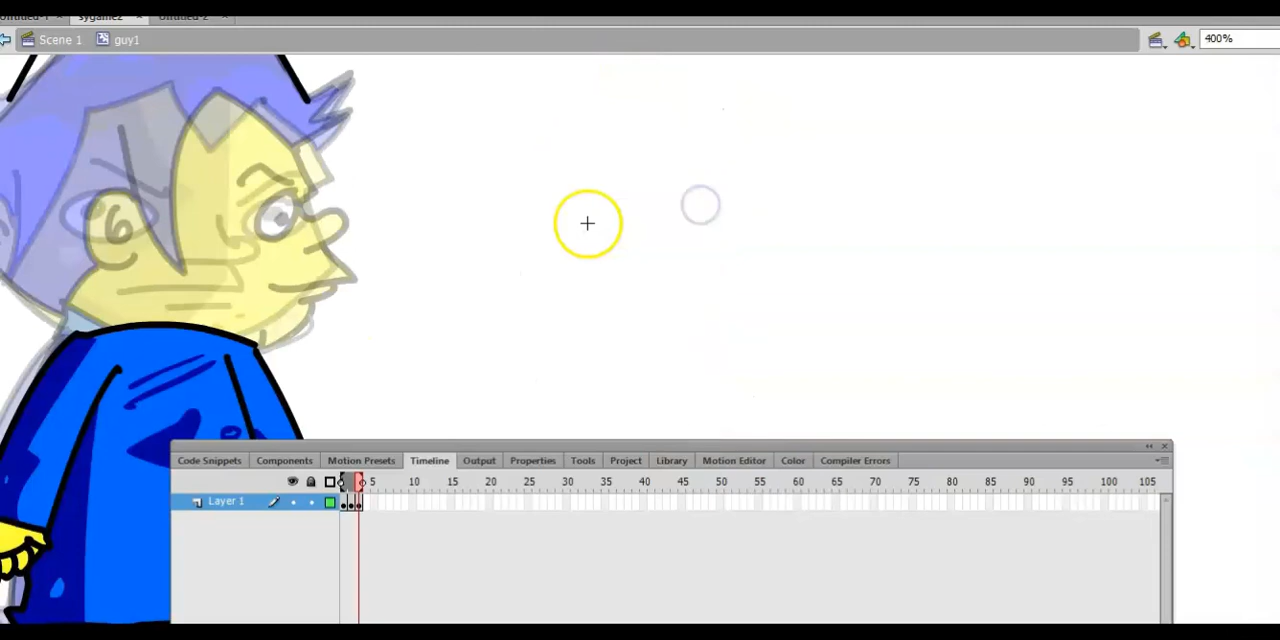 sygame2
Scene 1 guy1 400%
Code Snippets Components Motion Presets Timeline Output Properties Tools Project Library Motion Editor Color Compiler Errors
5 10 15 20 25 30 35 40 45 50 55 60 65 70 75 80 85 90 95 100 105
Layer 1